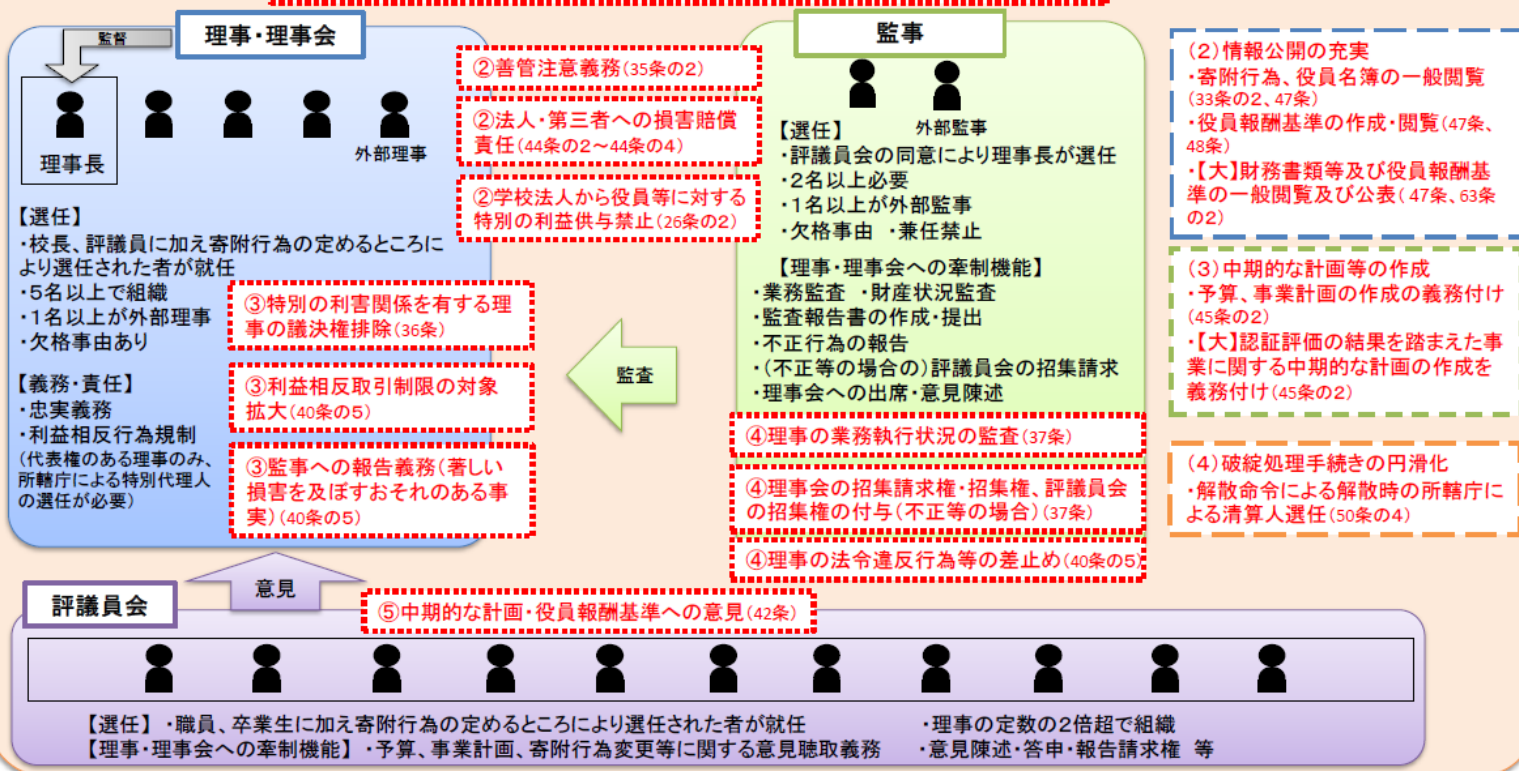 監督
理事・理事会
理事長
外部理事
【選任】
・校長、評議員に加え寄附行為の定めるところに
より選任された者が就任
・5名以上で組織
・1名以上が外部理事
・欠格事由あり
【義務・責任】
・忠実義務
・利益相反行為規制
(代表権のある理事のみ、
所轄庁による特別代理人
の選任が必要)
②善管注意義務(35条の2)
②法人・第三者への損害賠償
責任(44条の2～44条の4)
②学校法人から役員等に対する
特別の利益供与禁止(26条の2)
③特別の利害関係を有する理
事の議決権排除(36条)
③利益相反取引制限の対象
拡大(40条の5)
③監事への報告義務(著しい
損害を及ぼすおそれのある事
実)(40条の5)
監査
監事
外部監事
【選任】
・評議員会の同意により理事長が選任
・2名以上必要
・1名以上が外部監事
・欠格事由 ・兼任禁止
【理事・理事会への牽制機能】
・業務監査 ・財産状況監査
・監査報告書の作成・提出
・不正行為の報告
・(不正等の場合の)評議員会の招集請求
・理事会への出席・意見陳述
④理事の業務執行状況の監査(37条)
④理事会の招集請求権・招集権、評議員会
の招集権の付与(不正等の場合)(37条)
④理事の法令違反行為等の差止め(40条の5)
(2)情報公開の充実
・寄附行為、役員名簿の一般閲覧
(33条の2、47条)
・役員報酬基準の作成・閲覧(47条、
48条)
・【大】財務書類等及び役員報酬基
準の一般閲覧及び公表(47条、63条
の2)
(3)中期的な計画等の作成
・予算、事業計画の作成の義務付け
(45条の2)
・【大】認証評価の結果を踏まえた事
業に関する中期的な計画の作成を
義務付け(45条の2)
(4)破綻処理手続きの円滑化
・解散命令による解散時の所轄庁に
よる清算人選任(50条の4)
評議員会
意見
⑤中期的な計画・役員報酬基準への意見(42条)
【選任】 ・職員、卒業生に加え寄附行為の定めるところにより選任された者が就任 ・理事の定数の2倍超で組織
【理事・理事会への牽制機能】 ・予算、事業計画、寄附行為変更等に関する意見聴取義務 ・意見陳述・答申・報告請求権 等